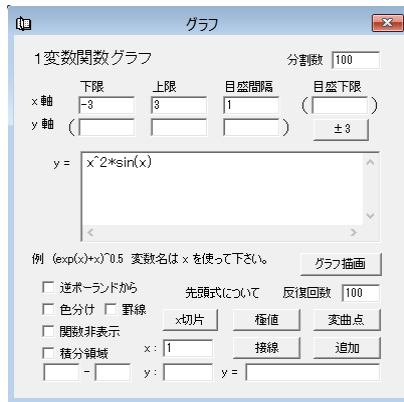 グラフ
1変数関数グラフ 分割数 100
下限 上限 目盛間隔 目盛下限
x 軸 -3 3 1 ( )
y 軸 ( ) ±3
y = x^2*sin(x)
例 (exp(x)+x)^0.5 変数名は x を使って下さい。 グラフ描画
逆ポーランドから 先頭式について 反復回数 100
色分け 罫線 x切片 極値 変曲点
関数非表示
積分領域 x : 1 接線 追加
- y : y =